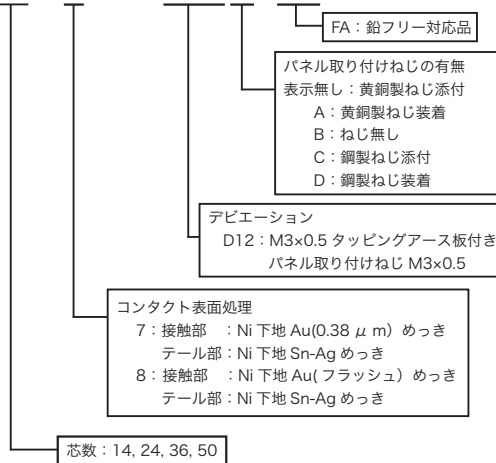 FA：鉛フリー対応品
パネル取り付けねじの有無
表示無し：黄銅製ねじ添付
A：黄銅製ねじ装着
B：ねじ無し
C：鋼製ねじ添付
D：鋼製ねじ装着
デビエーション
D12：M3×0.5 タッピングアース板付き
パネル取り付けねじ M3×0.5
コンタクト表面処理
7：接触部　：Ni 下地 Au(0.38 μ m）めっき
テール部：Ni 下地 Sn-Ag めっき
8：接触部　：Ni 下地 Au( フラッシュ）めっき
テール部：Ni 下地 Sn-Ag めっき
芯数：14, 24, 36, 50